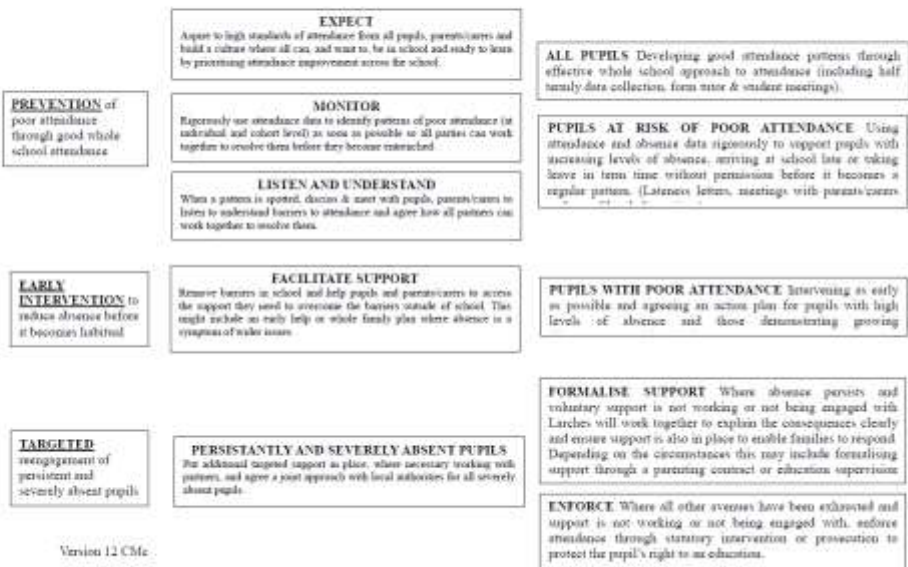 EXPECT
Aspire to high standards of attendance from all pupils, parents/carers and
build a culture where all can, and want to, be in school and ready to learn
by prioritising attendance improvement across the school.
ALL PUPILS Developing good attendance patterns through
effective whole school approach to attendance (including half
termly data collection, form tutor & student meetings).
PREVENTION of
poor attendance
through good whole
school attendance
MONITOR
Rigorously use attendance data to identify patterns of poor attendance (at
individual and cohort level) as soon as possible so all parties can work
together to resolve them before they become entrenched.
PUPILS AT RISK OF POOR ATTENDANCE Using
attendance and absence data rigorously to support pupils with
increasing levels of absence, arriving at school late or taking
leave in term time without permission before it becomes a
regular pattern. (Lateness letters, meetings with parents/carers
LISTEN AND UNDERSTAND
When a pattern is spotted, discuss & meet with pupils, parents/carers to
listen to understand barriers to attendance and agree how all partners can
work together to resolve them.
EARLY
INTERVENTION to
reduce absence before
it becomes habitual
FACILITATE SUPPORT
Remove barriers in school and help pupils and parents/carers to access
the support they need to overcome the barriers outside of school. This
might include an early help or whole family plan where absence is a
symptom of wider issues
PUPILS WITH POOR ATTENDANCE Intervening as early
as possible and agreeing an action plan for pupils with high
levels of absence and those demonstrating growing
TARGETED
reengagement of
persistent and
severely absent pupils
PERSISTANTLY AND SEVERELY ABSENT PUPILS
Put additional targeted support in place, where necessary working with
partners, and agree a joint approach with local authorities for all severely
absent pupils.
FORMALISE SUPPORT Where absence persists and
voluntary support is not working or not being engaged with
Larches will work together to explain the consequences clearly
and ensure support is also in place to enable families to respond.
Depending on the circumstances this may include formalising
support through a parenting contract or education supervision
ENFORCE Where all other avenues have been exhausted and
support is not working or not being engaged with, enforce
attendance through statutory intervention or prosecution to
protect the pupil's right to an education.
Version 12 CMc